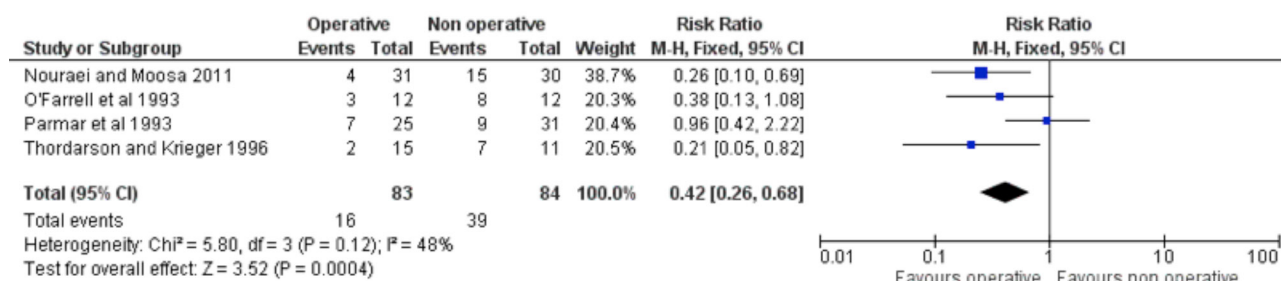 Operative Non operative Risk Ratio Risk Ratio
Study or Subgroup Events Total Events Total Weight M-H, Fixed, 95% CI M-H, Fixed, 95% CI
Nouraei and Moosa 2011 4 31 15 30 38.7% 0.26 [0.10, 0.69]
O'Farrell et al 1993 3 12 8 12 20.3% 0.38 [0.13, 1.08]
Parmar et al 1993 7 25 9 31 20.4% 0.96 [0.42, 2.22]
Thordarson and Krieger 1996 2 15 7 11 20.5% 0.21 [0.05, 0.82]
Total (95% CI) 83 84 100.0% 0.42 [0.26, 0.68]
Total events 16 39
Heterogeneity: Chi² = 5.80, df = 3 (P = 0.12); I² = 48%
Test for overall effect: Z = 3.52 (P = 0.0004)
0.01 0.1 1 10 100
Favours operative Favours non operative